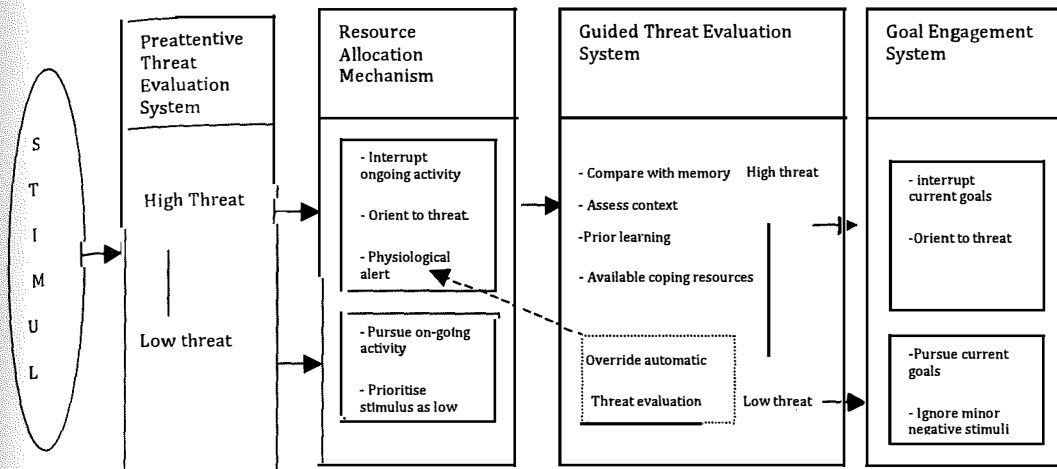 S
T
I
M
U
L
Preattentive
Threat
Evaluation
System
High Threat
Low threat
Resource
Allocation
Mechanism
- Interrupt
ongoing activity
- Orient to threat.
- Physiological
alert
- Pursue on-going
activity
- Prioritise
stimulus as low
Guided Threat Evaluation
System
- Compare with memory
- Assess context
-Prior learning
- Available coping resources
Override automatic
Threat evaluation
High threat
Low threat
Goal Engagement
System
- interrupt
current goals
-Orient to threat
-Pursue current
goals
- Ignore minor
negative stimuli